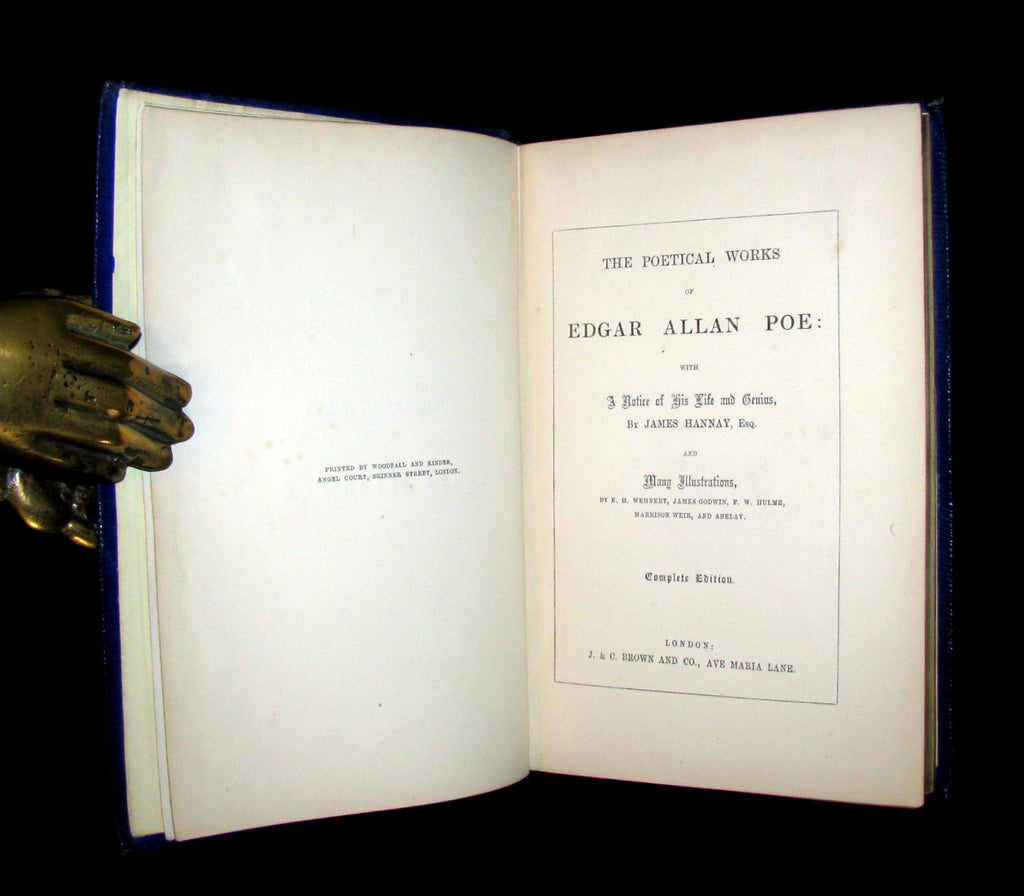 PRINTED BY WOODFALL AND KINDER,
ANGEL COURT, SKINNER STREET, LONDON.
THE POETICAL WORKS
OF
EDGAR ALLAN POE:
WITH
A Notice of His Life and Genius,
BY JAMES HANNAY, ESQ.
AND
Many Illustrations,
BY E. H. WEHNERT, JAMES GODWIN, F. W. HULME,
HARRISON WEIR, AND ANELAY.
Complete Edition.
LONDON:
J. & C. BROWN AND CO., AVE MARIA LANE.